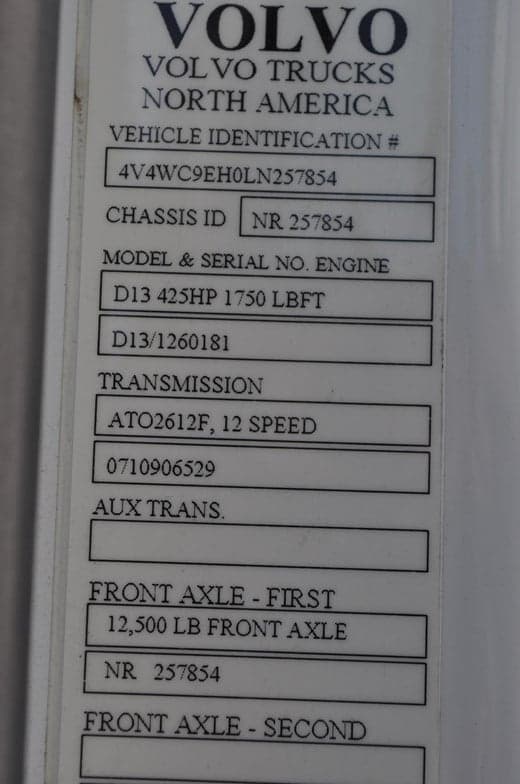 VOLVO
VOLVO TRUCKS
NORTH AMERICA
VEHICLE IDENTIFICATION #
4V4WC9EH0LN257854
CHASSIS ID NR 257854
MODEL & SERIAL NO. ENGINE
D13 425HP 1750 LBFT
D13/1260181
TRANSMISSION
ATO2612F, 12 SPEED
0710906529
AUX TRANS.
FRONT AXLE - FIRST
12,500 LB FRONT AXLE
NR 257854
FRONT AXLE - SECOND